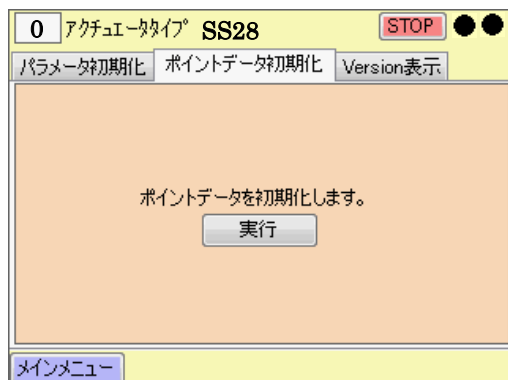 0 アクチュエータタイプ SS28 STOP
パラメータ初期化 ポイントデータ初期化 Version表示
ポイントデータを初期化します。
実行
メインメニュー